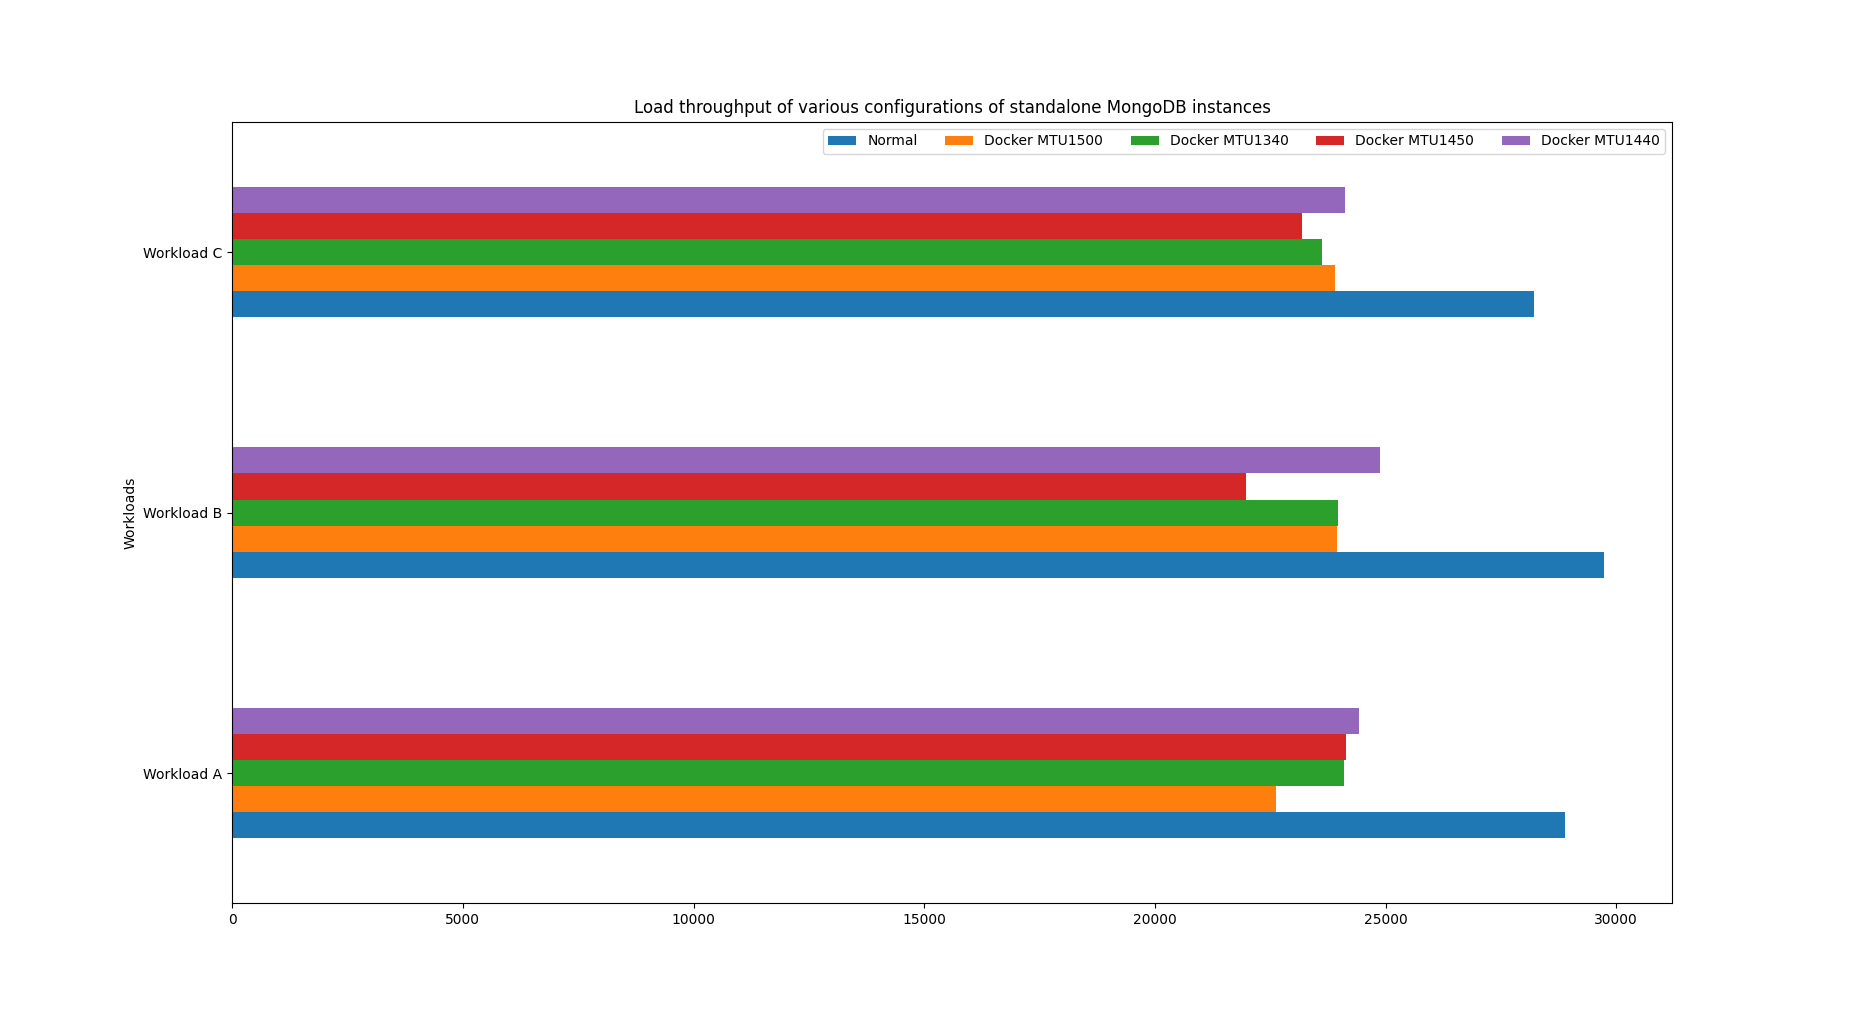 Load throughput of various configurations of standalone MongoDB instances
Normal Docker MTU1500 Docker MTU1340 Docker MTU1450 Docker MTU1440
Workload C
Workloads
Workload B
Workload A
0 5000 10000 15000 20000 25000 30000